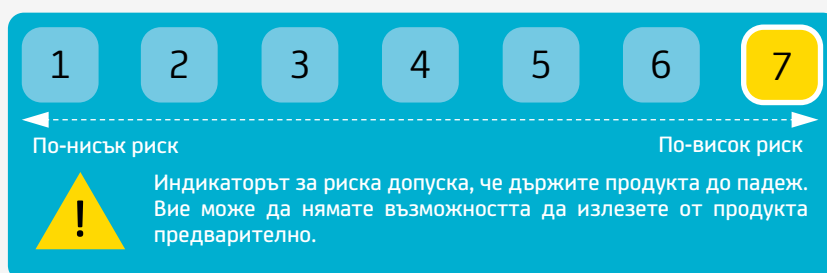 1 2 3 4 5 6 7
По-нисък риск По-висок риск
!
Индикаторът за риска допуска, че държите продукта до падеж.
Вие може да нямате възможността да излезете от продукта
предварително.